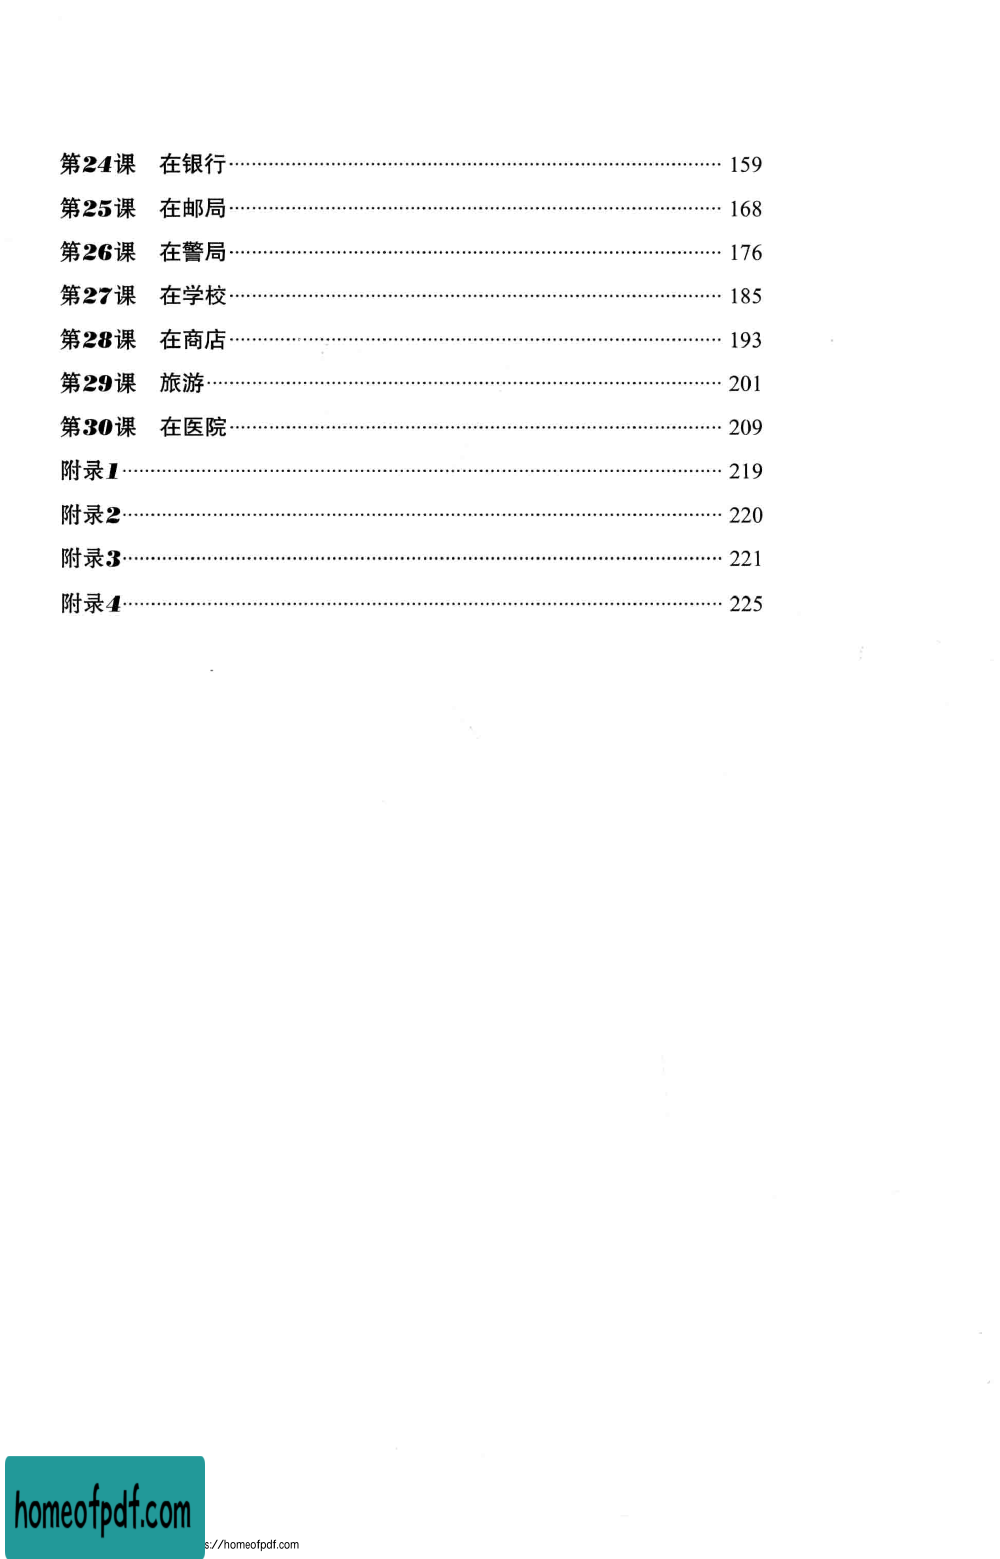 第24课 在银行 159
第25课 在邮局 168
第26课 在警局 176
第27课 在学校 185
第28课 在商店 193
第29课 旅游 201
第30课 在医院 209
附录1 219
附录2 220
附录3 221
附录4 225
homeofpdf.com
s://homeofpdf.com